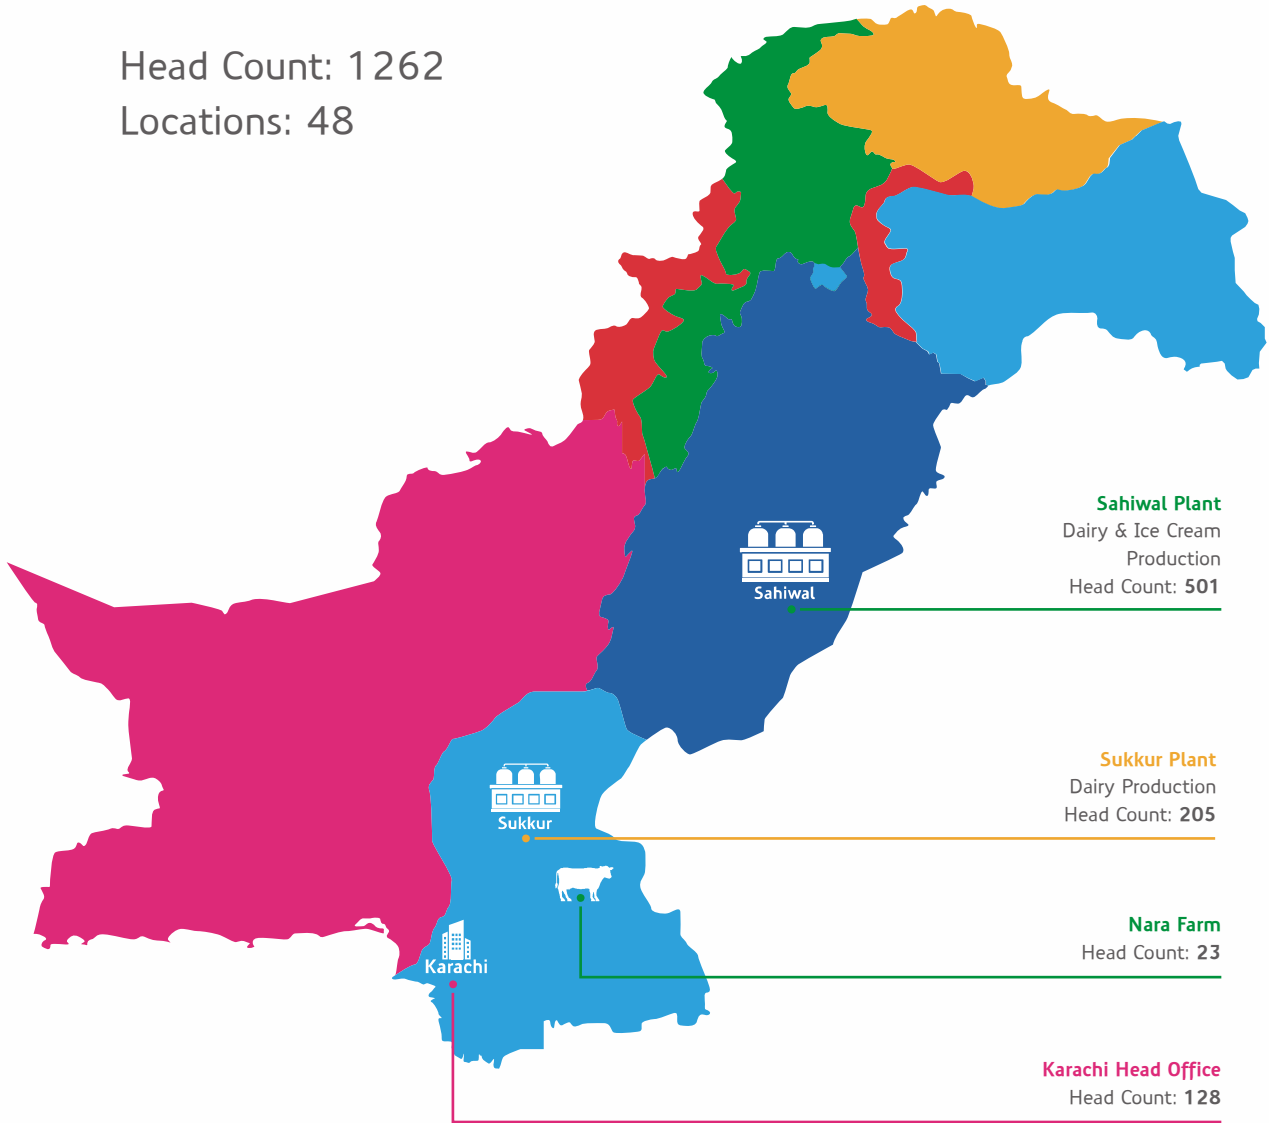 Head Count: 1262
Locations: 48
Sahiwal Plant
Dairy & Ice Cream
Production
Head Count: 501
Sahiwal
Sukkur Plant
Dairy Production
Head Count: 205
Sukkur
Nara Farm
Head Count: 23
Karachi
Karachi Head Office
Head Count: 128